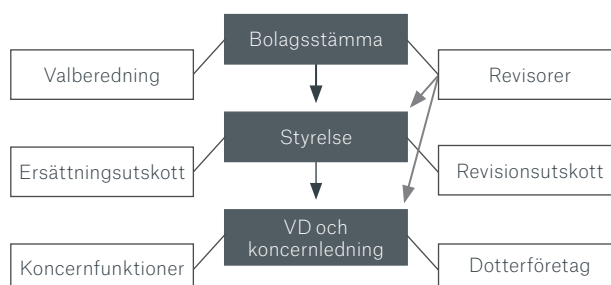 Bolagsstämma
Valberedning
Revisorer
Styrelse
Ersättningsutskott
Revisionsutskott
VD och
koncernledning
Koncernfunktioner
Dotterföretag